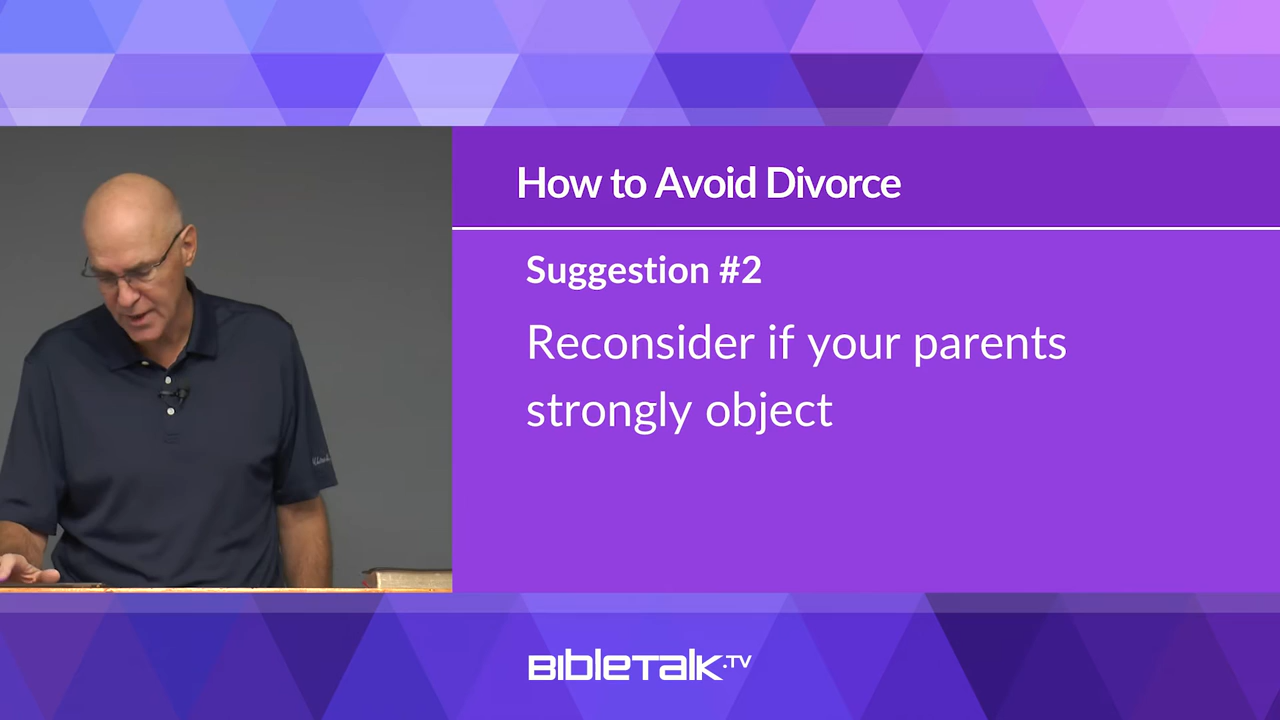 How to Avoid Divorce
Suggestion #2
Reconsider if your parents
strongly object
BibleTalk.TV